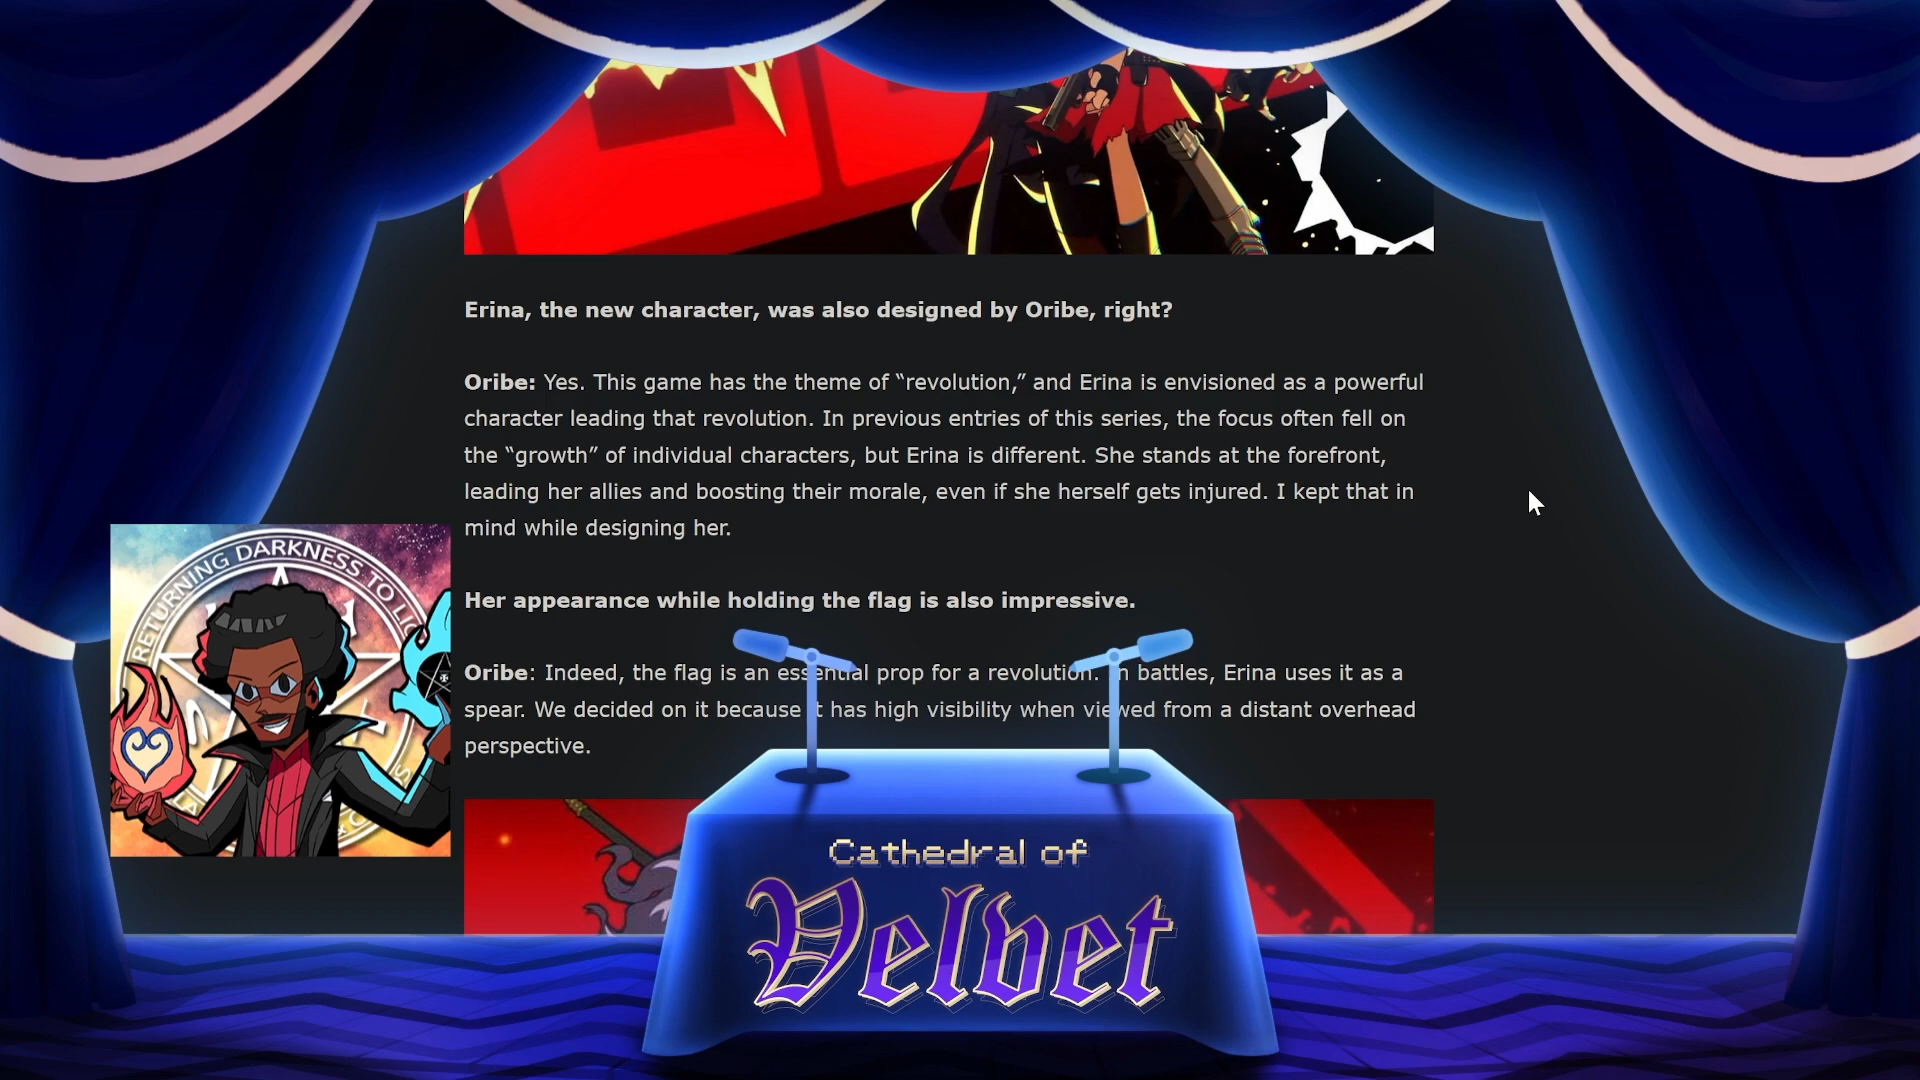 Erina, the new character, was also designed by Oribe, right?
Oribe: Yes. This game has the theme of “revolution,” and Erina is envisioned as a powerful
character leading that revolution. In previous entries of this series, the focus often fell on
the “growth” of individual characters, but Erina is different. She stands at the forefront,
leading her allies and boosting their morale, even if she herself gets injured. I kept that in
mind while designing her.
RETURNING DARKNESS TO
Her appearance while holding the flag is also impressive.
Oribe: Indeed, the flag is an essential prop for a revolution. In battles, Erina uses it as a
spear. We decided on it because it has high visibility when viewed from a distant overhead
perspective.
Cathedral of
Velvet